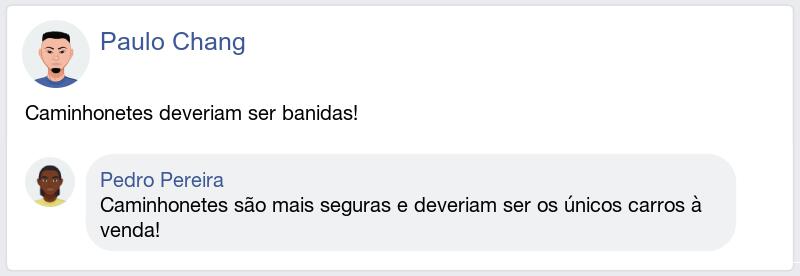 Paulo Chang
Caminhonetes deveriam ser banidas!
Pedro Pereira
Caminhonetes são mais seguras e deveriam ser os únicos carros à
venda!